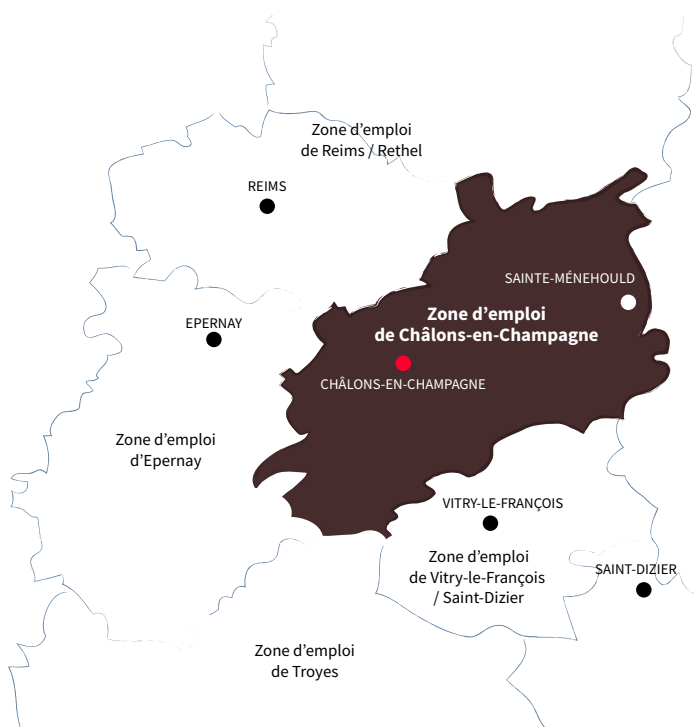 Zone d’emploi
de Reims / Rethel
REIMS
SAINTE-MÉNEHOULD
Zone d’emploi
de Châlons-en-Champagne
EPERNAY
CHÂLONS-EN-CHAMPAGNE
Zone d’emploi
d’Epernay
VITRY-LE-FRANÇOIS
Zone d’emploi
de Vitry-le-François
/ Saint-Dizier
SAINT-DIZIER
Zone d’emploi
de Troyes